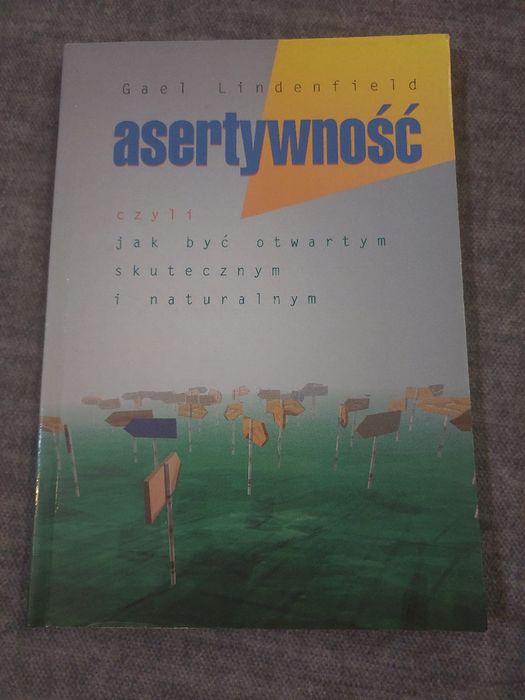 Gael Lindenfield
asertywność
czyli
jak być otwartym
skutecznym
i naturalnym